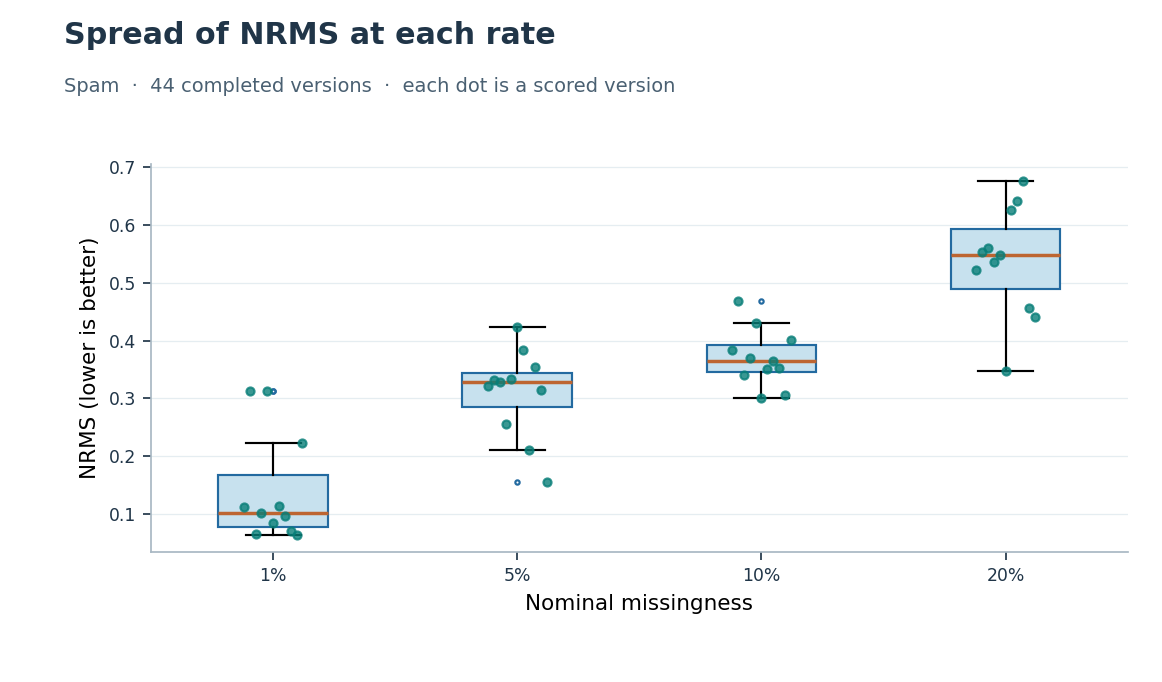 Spread of NRMS at each rate
Spam · 44 completed versions · each dot is a scored version
NRMS (lower is better)
0.7
0.6
0.5
0.4
0.3
0.2
0.1
1% 5% 10% 20%
Nominal missingness